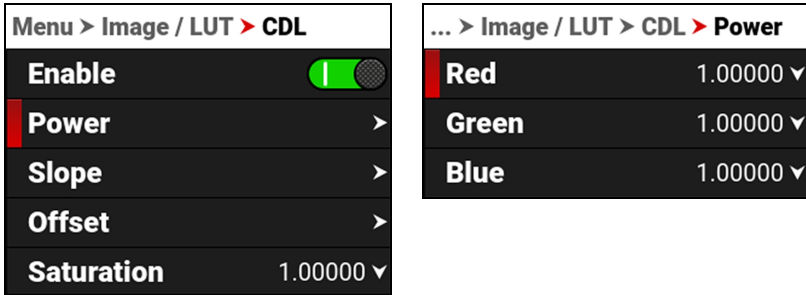 Menu > Image / LUT > CDL
Enable
Power >
Slope >
Offset >
Saturation 1.00000
... > Image / LUT > CDL > Power
Red 1.00000
Green 1.00000
Blue 1.00000